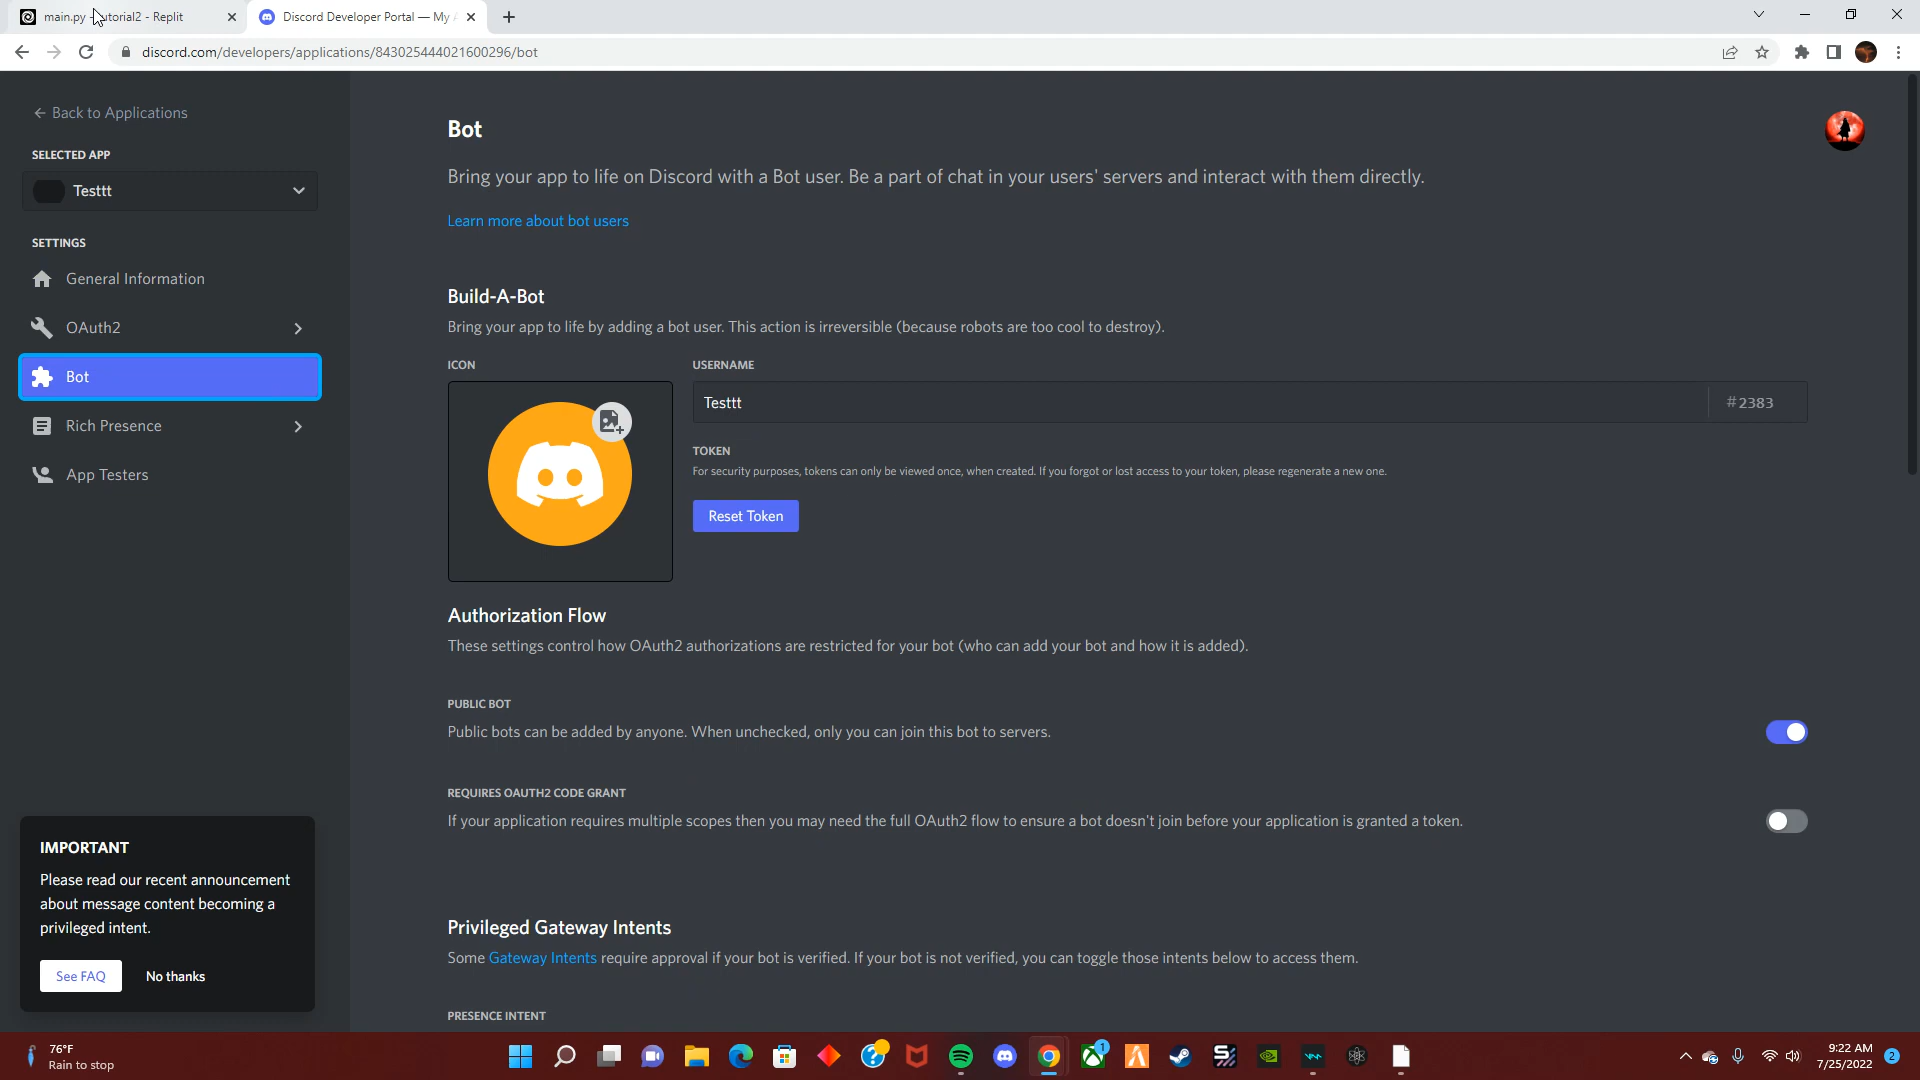 main.py - utorial2 - Replit
Discord Developer Portal — My A
discord.com/developers/applications/843025444021600296/bot
Back to Applications
SELECTED APP
Testtt
SETTINGS
General Information
OAuth2
Bot
Rich Presence
App Testers
IMPORTANT
Please read our recent announcement
about message content becoming a
privileged intent.
See FAQ
No thanks
Bot
Bring your app to life on Discord with a Bot user. Be a part of chat in your users' servers and interact with them directly.
Learn more about bot users
Build-A-Bot
Bring your app to life by adding a bot user. This action is irreversible (because robots are too cool to destroy).
ICON
USERNAME
Testtt
#2383
TOKEN
For security purposes, tokens can only be viewed once, when created. If you forgot or lost access to your token, please regenerate a new one.
Reset Token
Authorization Flow
These settings control how OAuth2 authorizations are restricted for your bot (who can add your bot and how it is added).
PUBLIC BOT
Public bots can be added by anyone. When unchecked, only you can join this bot to servers.
REQUIRES OAUTH2 CODE GRANT
If your application requires multiple scopes then you may need the full OAuth2 flow to ensure a bot doesn't join before your application is granted a token.
Privileged Gateway Intents
Some Gateway Intents require approval if your bot is verified. If your bot is not verified, you can toggle those intents below to access them.
PRESENCE INTENT
76°F
Rain to stop
1
9:22 AM
7/25/2022
2